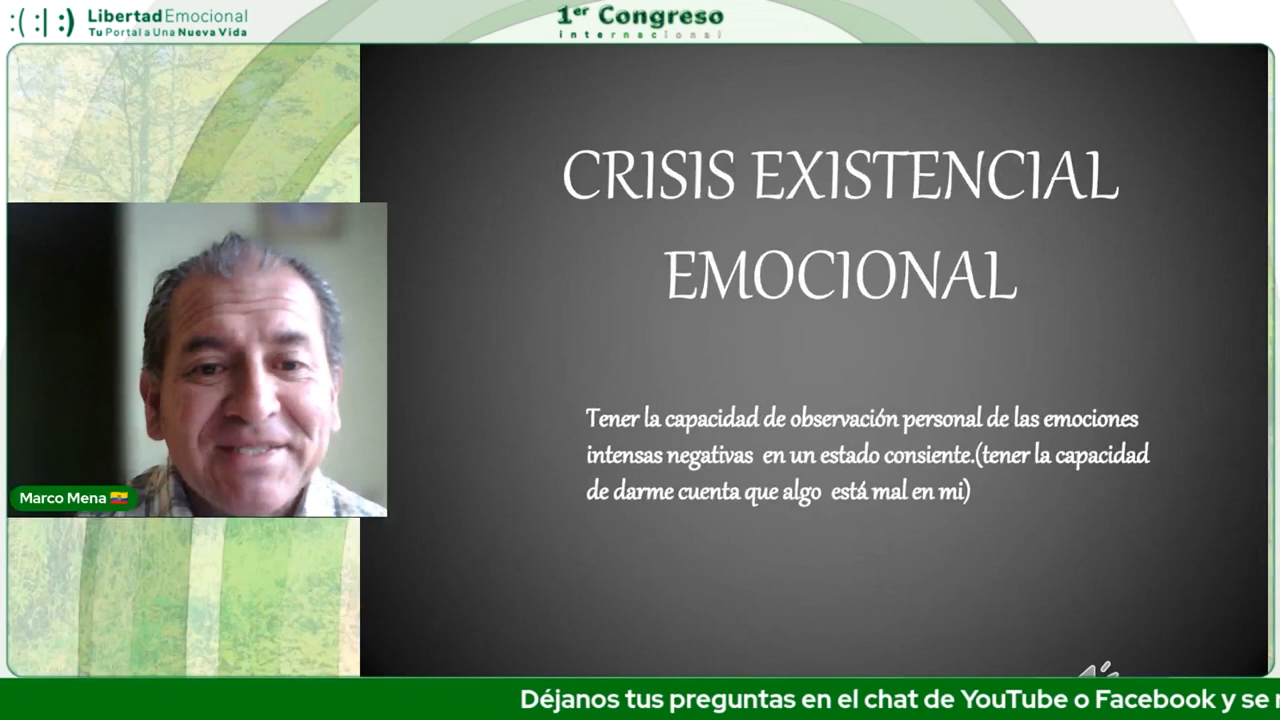 :( | :) LibertadEmocional
Tu Portal a Una Nueva Vida
1er Congreso
internacional
CRISIS EXISTENCIAL
EMOCIONAL
Tener la capacidad de observación personal de las emociones
intensas negativas en un estado consiente.(tener la capacidad
de darme cuenta que algo está mal en mi)
Marco Mena
Déjanos tus preguntas en el chat de YouTube o Facebook y se